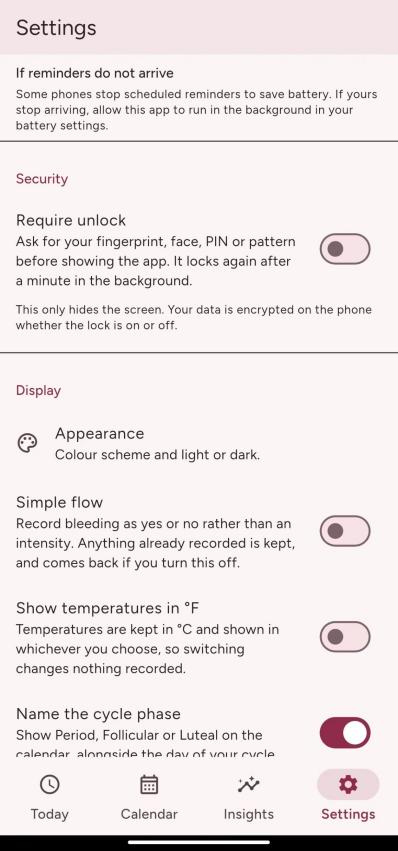 Settings
If reminders do not arrive
Some phones stop scheduled reminders to save battery. If yours
stop arriving, allow this app to run in the background in your
battery settings.
Security
Require unlock
Ask for your fingerprint, face, PIN or pattern
before showing the app. It locks again after
a minute in the background.
This only hides the screen. Your data is encrypted on the phone
whether the lock is on or off.
Display
Appearance
Colour scheme and light or dark.
Simple flow
Record bleeding as yes or no rather than an
intensity. Anything already recorded is kept,
and comes back if you turn this off.
Show temperatures in °F
Temperatures are kept in °C and shown in
whichever you choose, so switching
changes nothing recorded.
Name the cycle phase
Show Period, Follicular or Luteal on the
calendar, alongside the day of your cycle
Today
Calendar
Insights
Settings